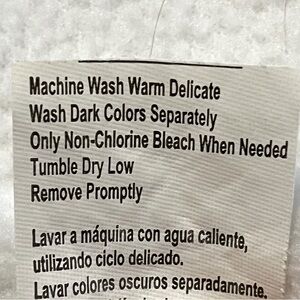 Machine Wash Warm Delicate
Wash Dark Colors Separately
Only Non-Chlorine Bleach When Needed
Tumble Dry Low
Remove Promptly
Lavar a máquina con agua caliente,
utilizando ciclo delicado.
Lavar colores oscuros separadamente.